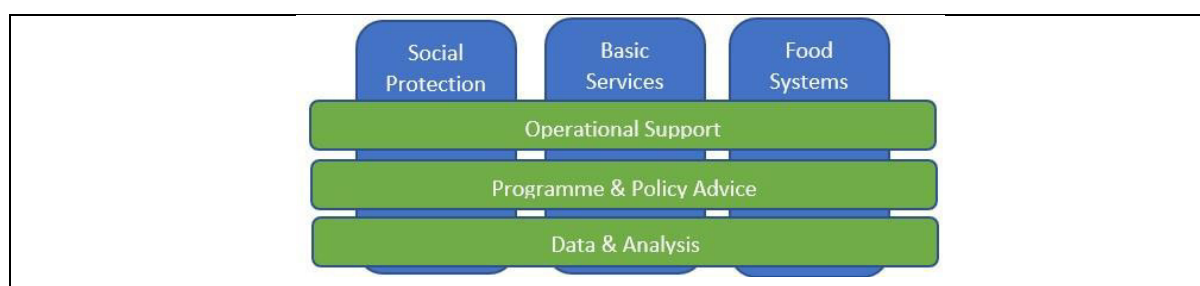 Social
Protection
Basic
Services
Food
Systems
Operational Support
Programme & Policy Advice
Data & Analysis